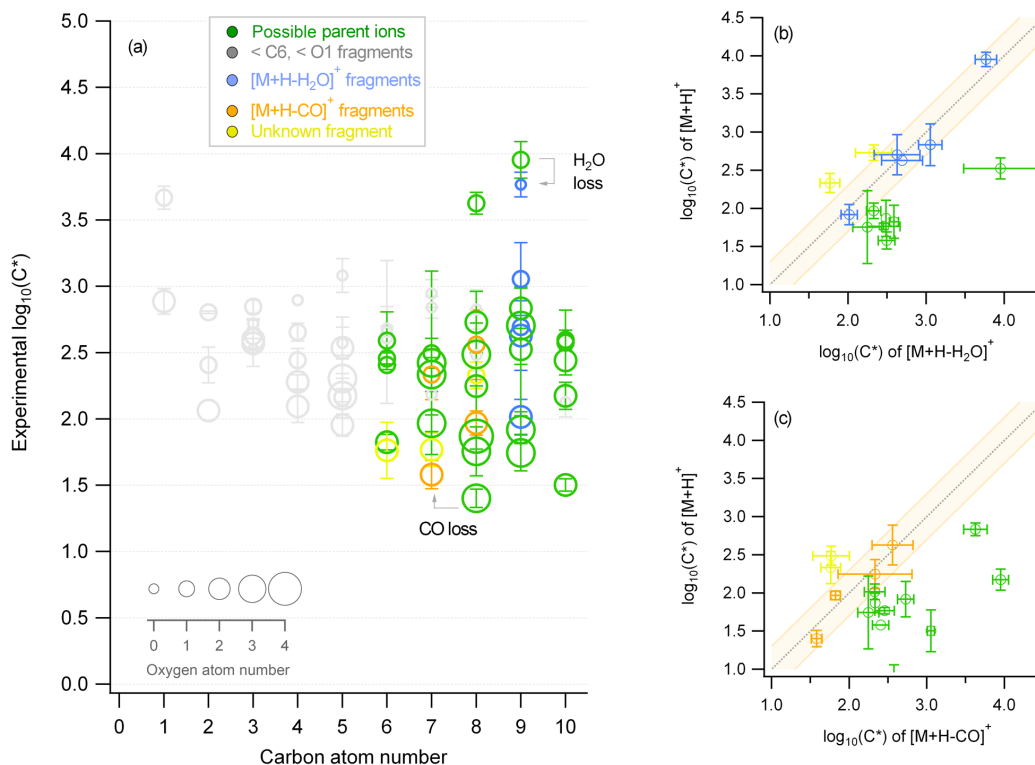 (a)
Possible parent ions
< C6, < O1 fragments
[M+H-H2O]+ fragments
[M+H-CO]+ fragments
Unknown fragment
H2O
loss
CO loss
Experimental log10(C*)
5.0
4.5
4.0
3.5
3.0
2.5
2.0
1.5
1.0
0.5
0.0
0 1 2 3 4
Oxygen atom number
0 1 2 3 4 5 6 7 8 9 10
Carbon atom number
(b)
log10(C*) of [M+H]+
4.5
4.0
3.5
3.0
2.5
2.0
1.5
1.0
1.0 2.0 3.0 4.0
log10(C*) of [M+H-H2O]+
(c)
log10(C*) of [M+H]+
4.5
4.0
3.5
3.0
2.5
2.0
1.5
1.0
1.0 2.0 3.0 4.0
log10(C*) of [M+H-CO]+